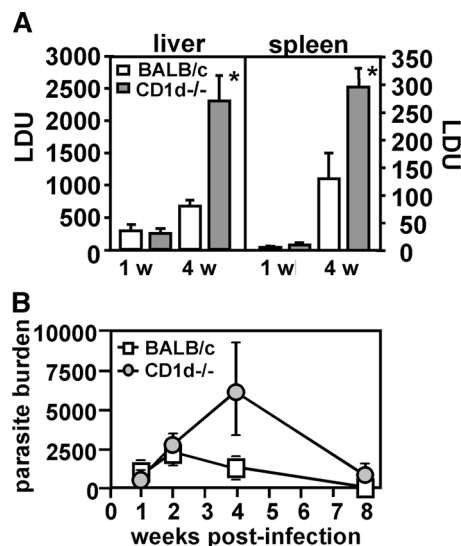 A
liver spleen
BALB/c
CD1d-/-
LDU
3000
2500
2000
1500
1000
500
0
* *
350
300
250
200
150
100
50
0
LDU
1 w 4 w 1 w 4 w
B
BALB/c
CD1d-/-
parasite burden
10000
7500
5000
2500
0
0 1 2 3 4 5 6 7 8
weeks post-infection